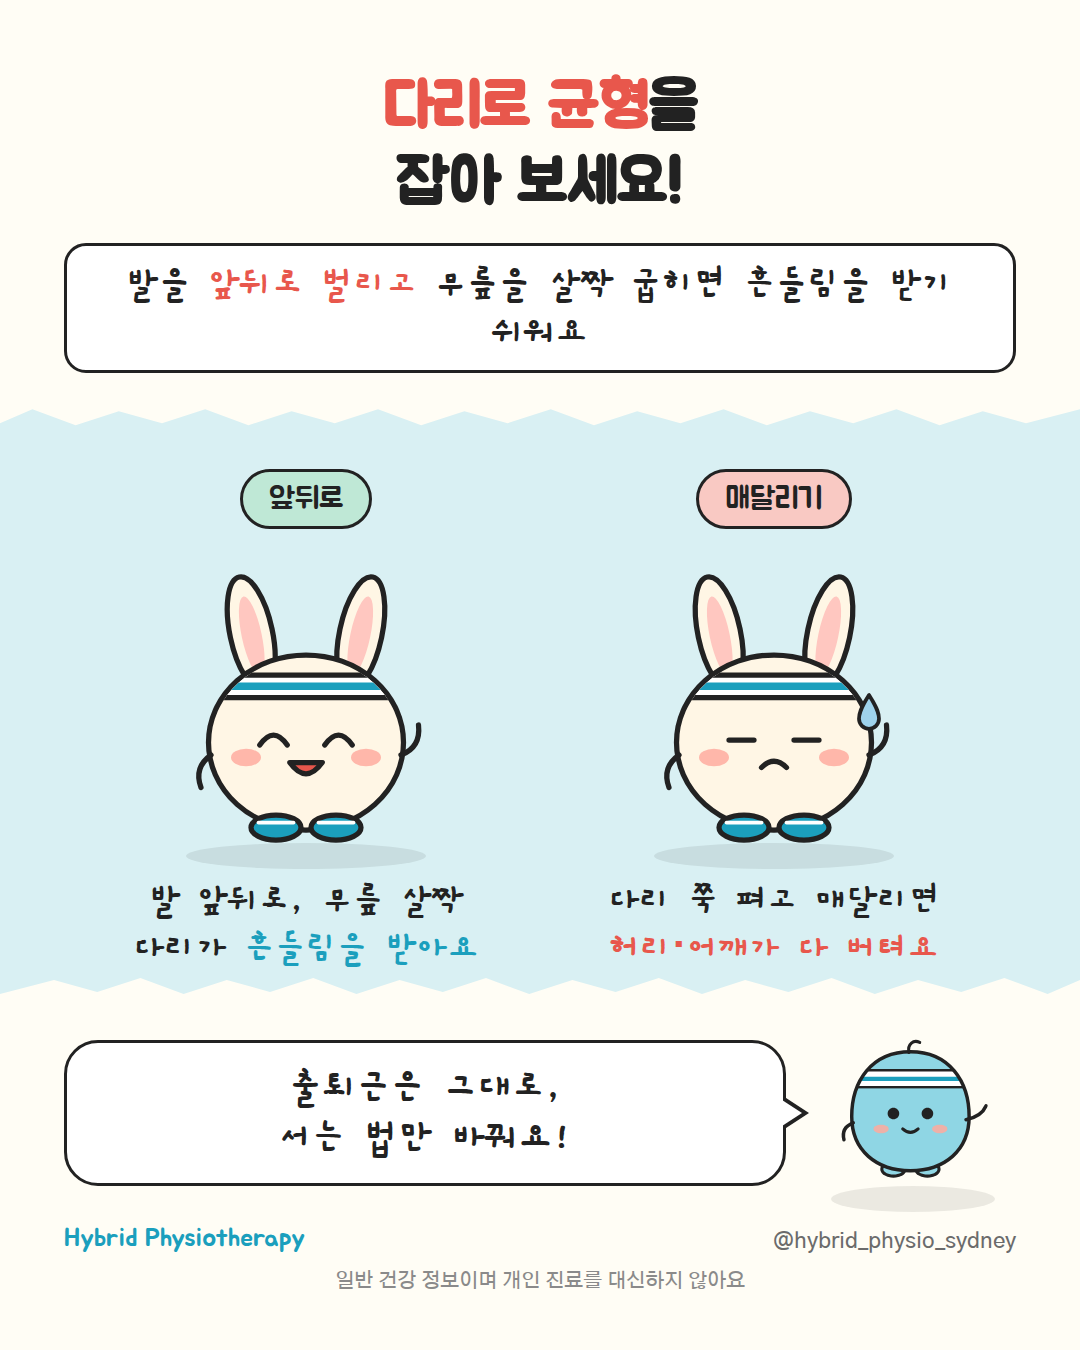 다리로 균형을
잡아 보세요!
발을 앞뒤로 벌리고 무릎을 살짝 굽히면 흔들림을 받기
쉬워요
앞뒤로
매달리기
발 앞뒤로, 무릎 살짝
다리가 흔들림을 받아요
다리 쭉 펴고 매달리면
허리·어깨가 다 버텨요
출퇴근은 그대로,
서는 법만 바꿔요!
Hybrid Physiotherapy
@hybrid_physio_sydney
일반 건강 정보이며 개인 진료를 대신하지 않아요